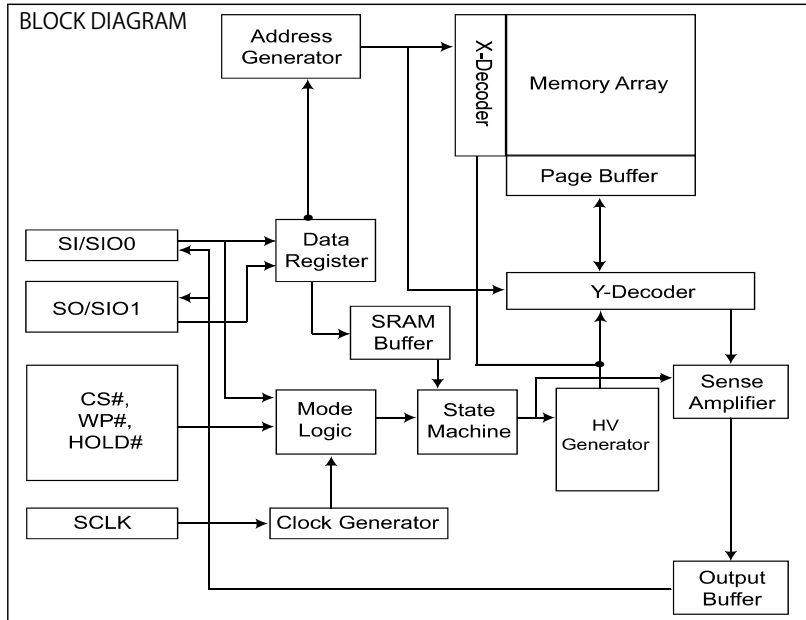 BLOCK DIAGRAM
Address
Generator
X-Decoder
Memory Array
Page Buffer
SI/SIO0
Data
Register
SO/SIO1
Y-Decoder
SRAM
Buffer
CS#,
WP#,
HOLD#
Mode
Logic
State
Machine
HV
Generator
Sense
Amplifier
SCLK
Clock Generator
Output
Buffer